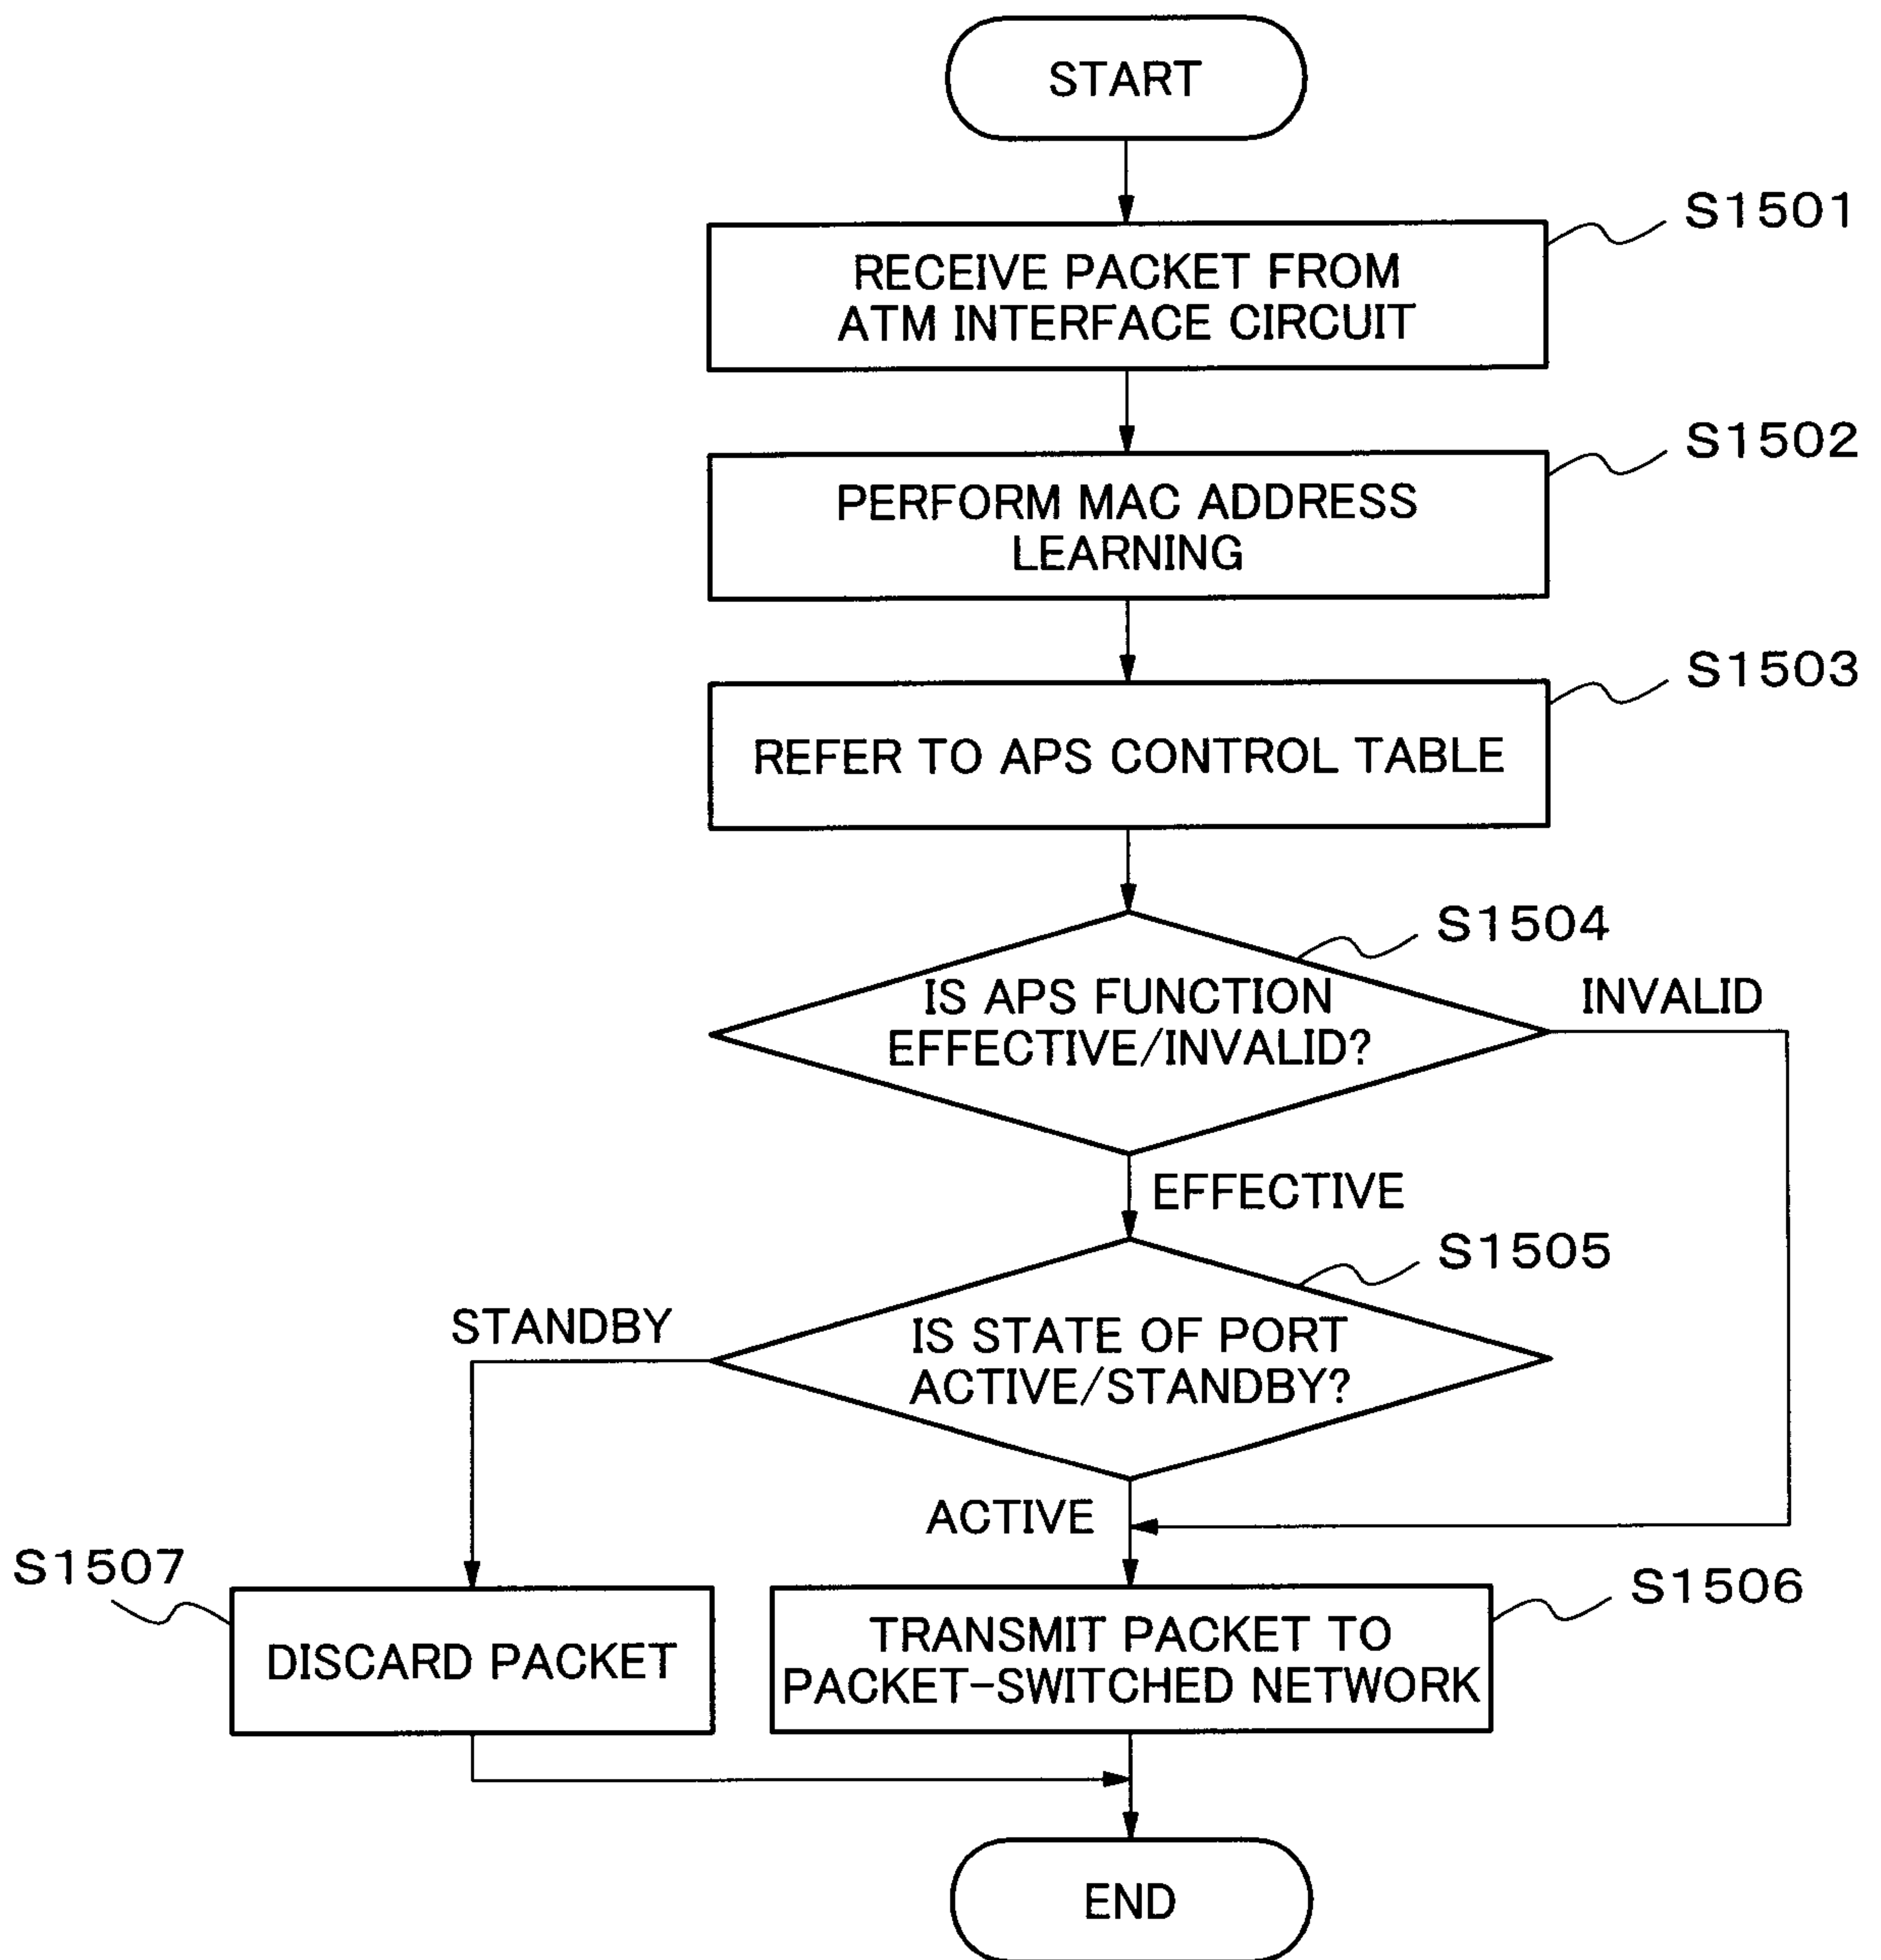 START
S1501
RECEIVE PACKET FROM
ATM INTERFACE CIRCUIT
S1502
PERFORM MAC ADDRESS
LEARNING
S1503
REFER TO APS CONTROL TABLE
S1504
IS APS FUNCTION
EFFECTIVE/INVALID?
INVALID
EFFECTIVE
S1505
STANDBY
IS STATE OF PORT
ACTIVE/STANDBY?
ACTIVE
S1507
DISCARD PACKET
S1506
TRANSMIT PACKET TO
PACKET-SWITCHED NETWORK
END